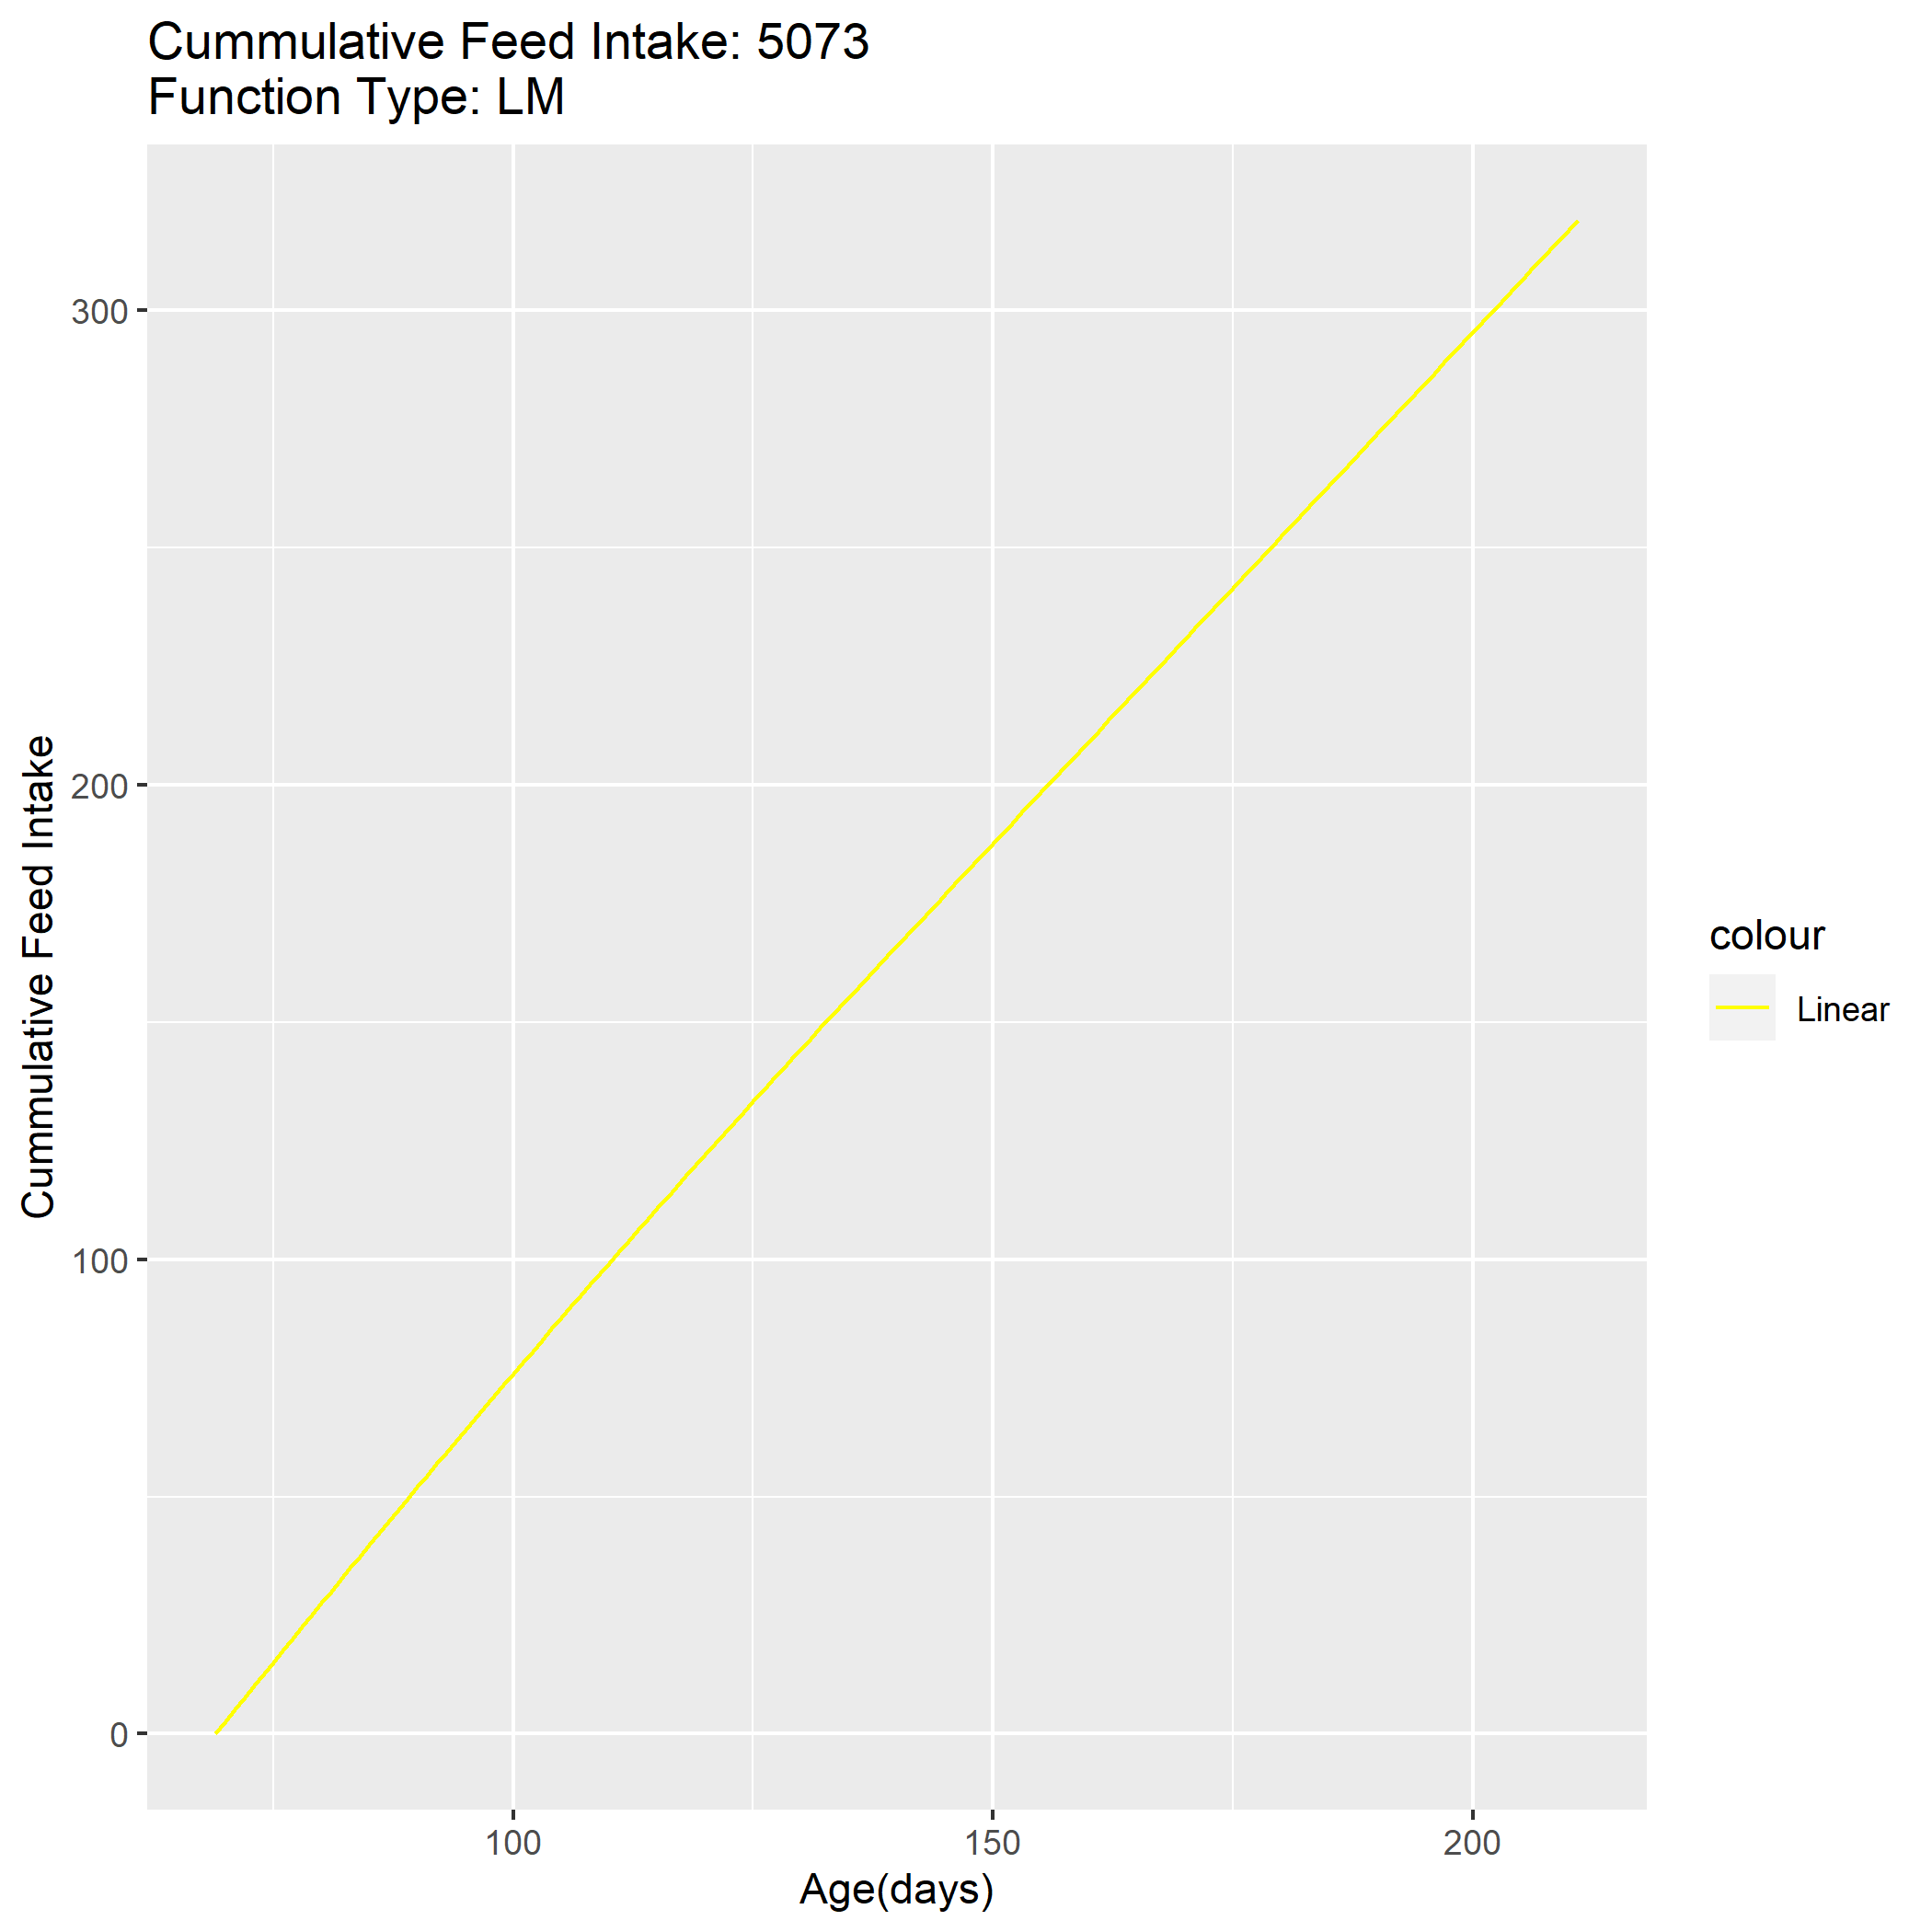 Cummulative Feed Intake: 5073
Function Type: LM
Cummulative Feed Intake
300
200
100
0
100
150
200
Age(days)
colour
Linear